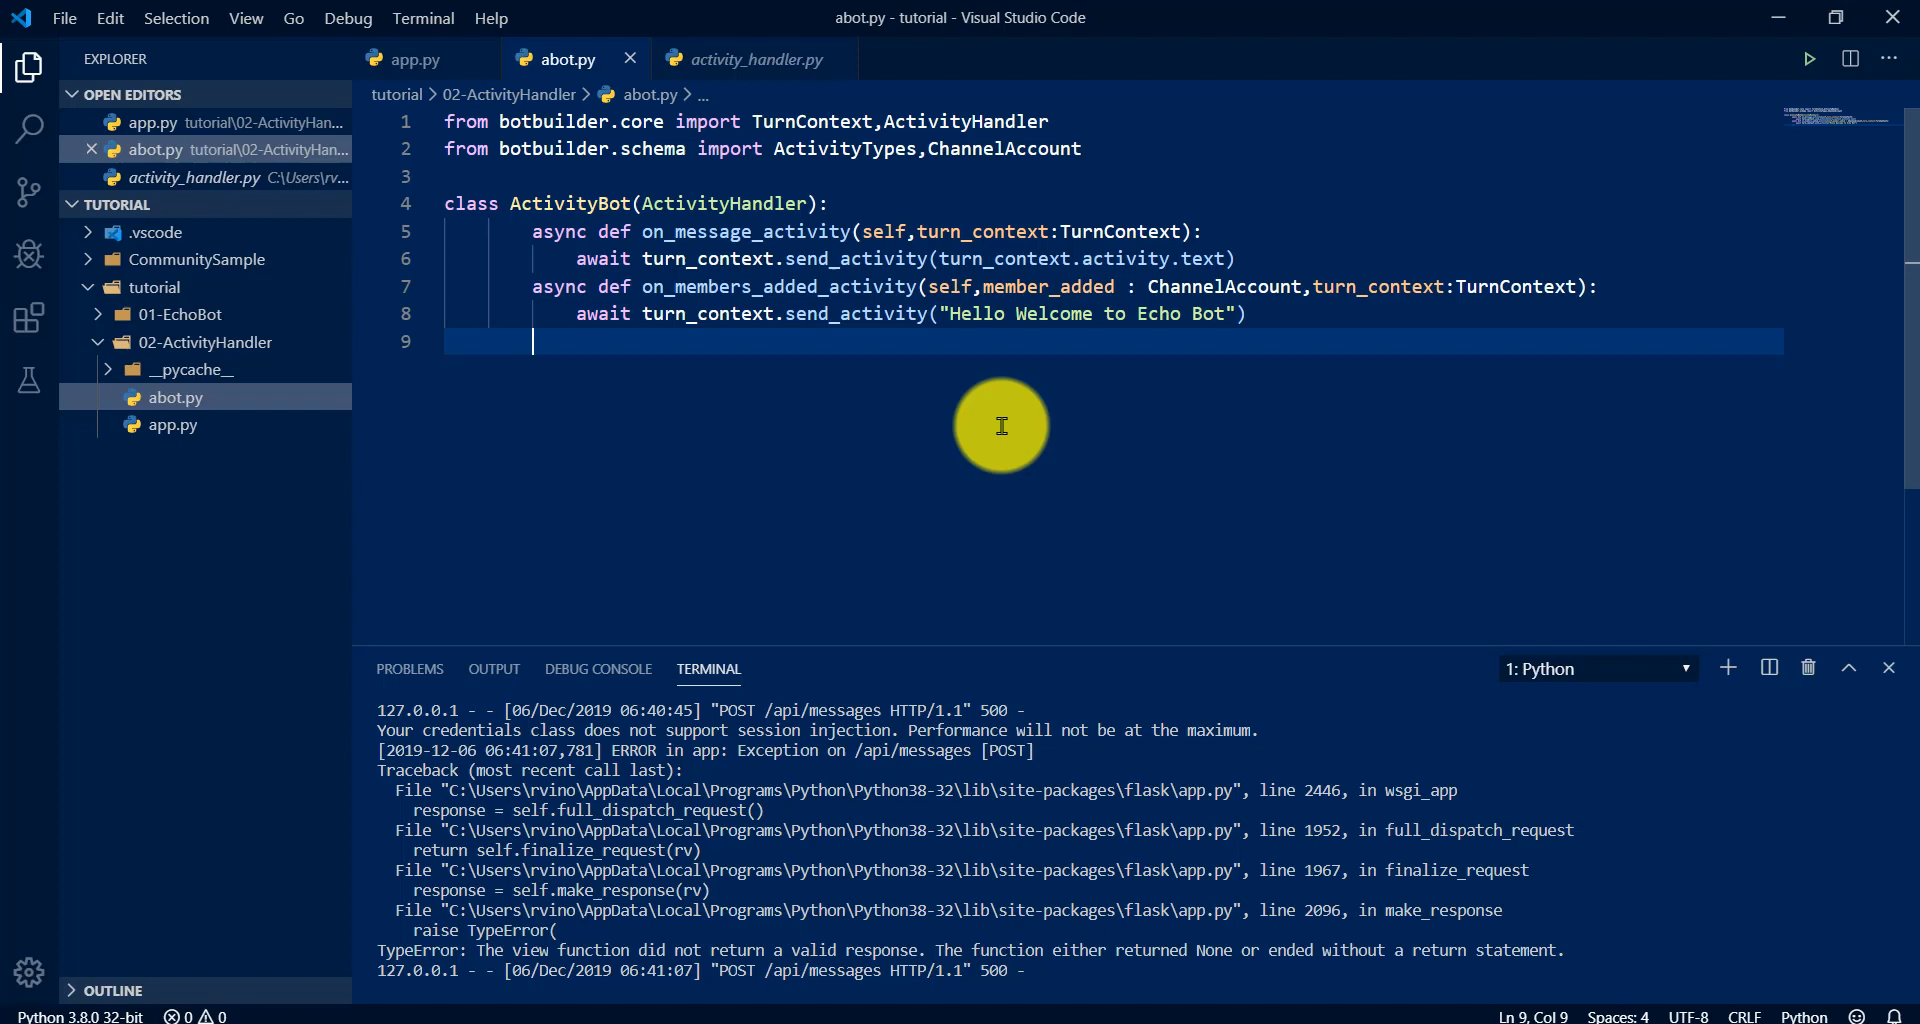 File Edit Selection View Go Debug Terminal Help
abot.py - tutorial - Visual Studio Code
EXPLORER
app.py
abot.py
activity_handler.py
OPEN EDITORS
app.py tutorial\02-ActivityHan...
abot.py tutorial\02-ActivityHan...
activity_handler.py C:\Users\rv...
TUTORIAL
.vscode
CommunitySample
tutorial
01-EchoBot
02-ActivityHandler
__pycache__
abot.py
app.py
OUTLINE
tutorial > 02-ActivityHandler > abot.py > ...
1 from botbuilder.core import TurnContext,ActivityHandler
2 from botbuilder.schema import ActivityTypes,ChannelAccount
3
4 class ActivityBot(ActivityHandler):
5 async def on_message_activity(self,turn_context:TurnContext):
6 await turn_context.send_activity(turn_context.activity.text)
7 async def on_members_added_activity(self,member_added : ChannelAccount,turn_context:TurnContext):
8 await turn_context.send_activity("Hello Welcome to Echo Bot")
9
PROBLEMS OUTPUT DEBUG CONSOLE TERMINAL
1: Python
127.0.0.1 - - [06/Dec/2019 06:40:45] "POST /api/messages HTTP/1.1" 500 -
Your credentials class does not support session injection. Performance will not be at the maximum.
[2019-12-06 06:41:07,781] ERROR in app: Exception on /api/messages [POST]
Traceback (most recent call last):
File "C:\Users\rvino\AppData\Local\Programs\Python\Python38-32\lib\site-packages\flask\app.py", line 2446, in wsgi_app
response = self.full_dispatch_request()
File "C:\Users\rvino\AppData\Local\Programs\Python\Python38-32\lib\site-packages\flask\app.py", line 1952, in full_dispatch_request
return self.finalize_request(rv)
File "C:\Users\rvino\AppData\Local\Programs\Python\Python38-32\lib\site-packages\flask\app.py", line 1967, in finalize_request
response = self.make_response(rv)
File "C:\Users\rvino\AppData\Local\Programs\Python\Python38-32\lib\site-packages\flask\app.py", line 2096, in make_response
raise TypeError(
TypeError: The view function did not return a valid response. The function either returned None or ended without a return statement.
127.0.0.1 - - [06/Dec/2019 06:41:07] "POST /api/messages HTTP/1.1" 500 -
Python 3.8.0 32-bit 0 0
Ln 9, Col 9 Spaces: 4 UTF-8 CRLF Python